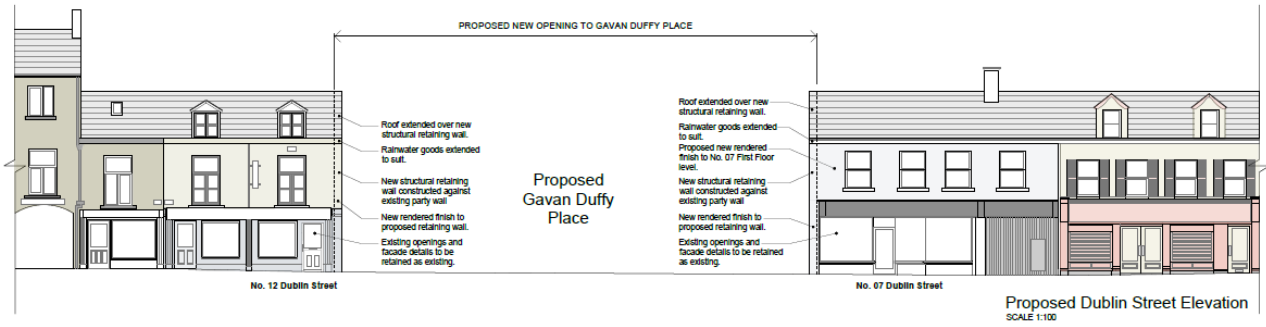 PROPOSED NEW OPENING TO GAVAN DUFFY PLACE
Roof extended over new
structural retaining wall.
Rainwater goods extended
to suit.
New structural retaining
wall constructed against
existing party wall
New rendered finish to
proposed retaining wall.
Existing openings and
facade details to be
retained as existing.
No. 12 Dublin Street
Proposed
Gavan Duffy
Place
Roof extended over new
structural retaining wall.
Rainwater goods extended
to suit.
Proposed new rendered
finish to No. 07 First Floor
level.
New structural retaining
wall constructed against
existing party wall
New rendered finish to
proposed retaining wall.
Existing openings and
facade details to be retained
as existing.
No. 07 Dublin Street
Proposed Dublin Street Elevation
SCALE 1:100